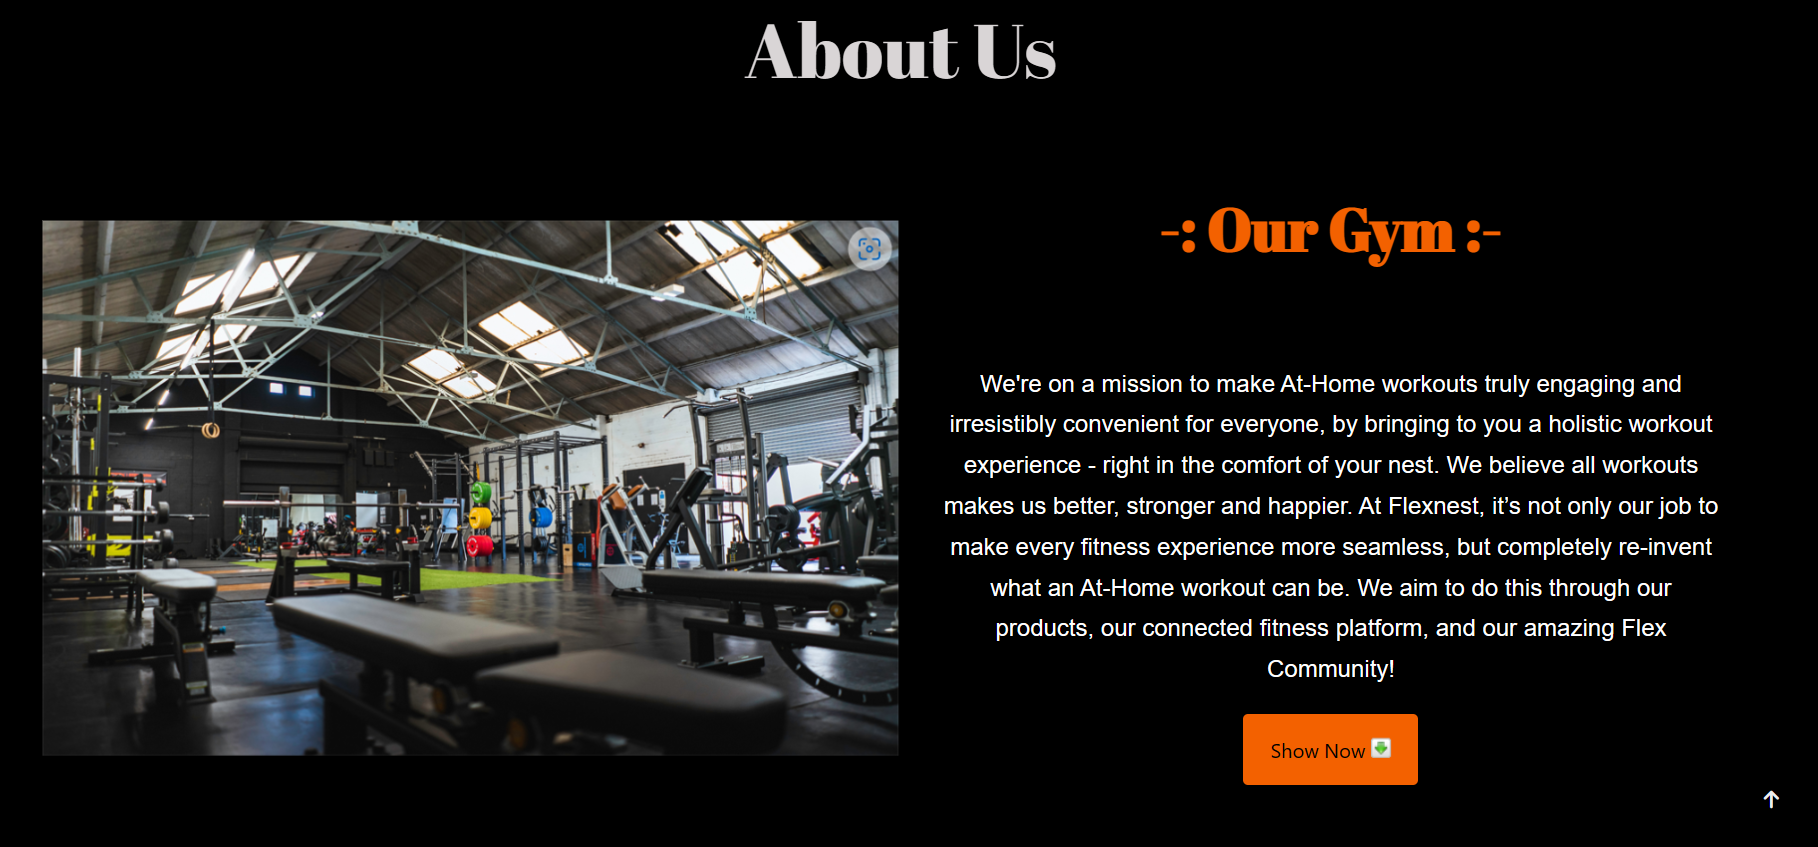 About Us
-: Our Gym :-
We're on a mission to make At-Home workouts truly engaging and
irresistibly convenient for everyone, by bringing to you a holistic workout
experience - right in the comfort of your nest. We believe all workouts
makes us better, stronger and happier. At Flexnest, it’s not only our job to
make every fitness experience more seamless, but completely re-invent
what an At-Home workout can be. We aim to do this through our
products, our connected fitness platform, and our amazing Flex
Community!
Show Now